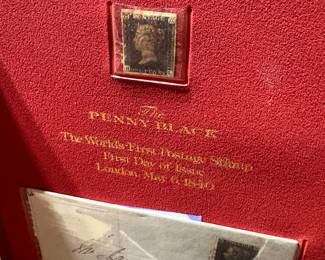 The
PENNY BLACK
The World's First Postage Stamp
First Day of Issue
London, May 6, 1840